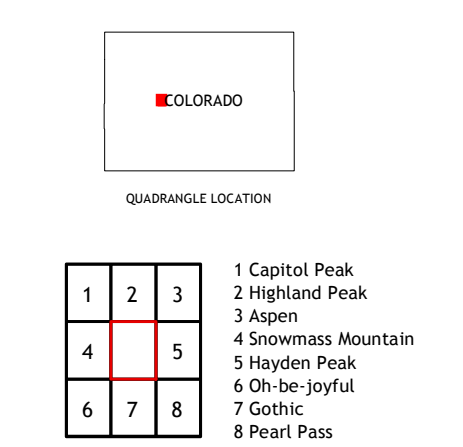 COLORADO
QUADRANGLE LOCATION
1 2 3
4 5
6 7 8
1 Capitol Peak
2 Highland Peak
3 Aspen
4 Snowmass Mountain
5 Hayden Peak
6 Oh-be-joyful
7 Gothic
8 Pearl Pass